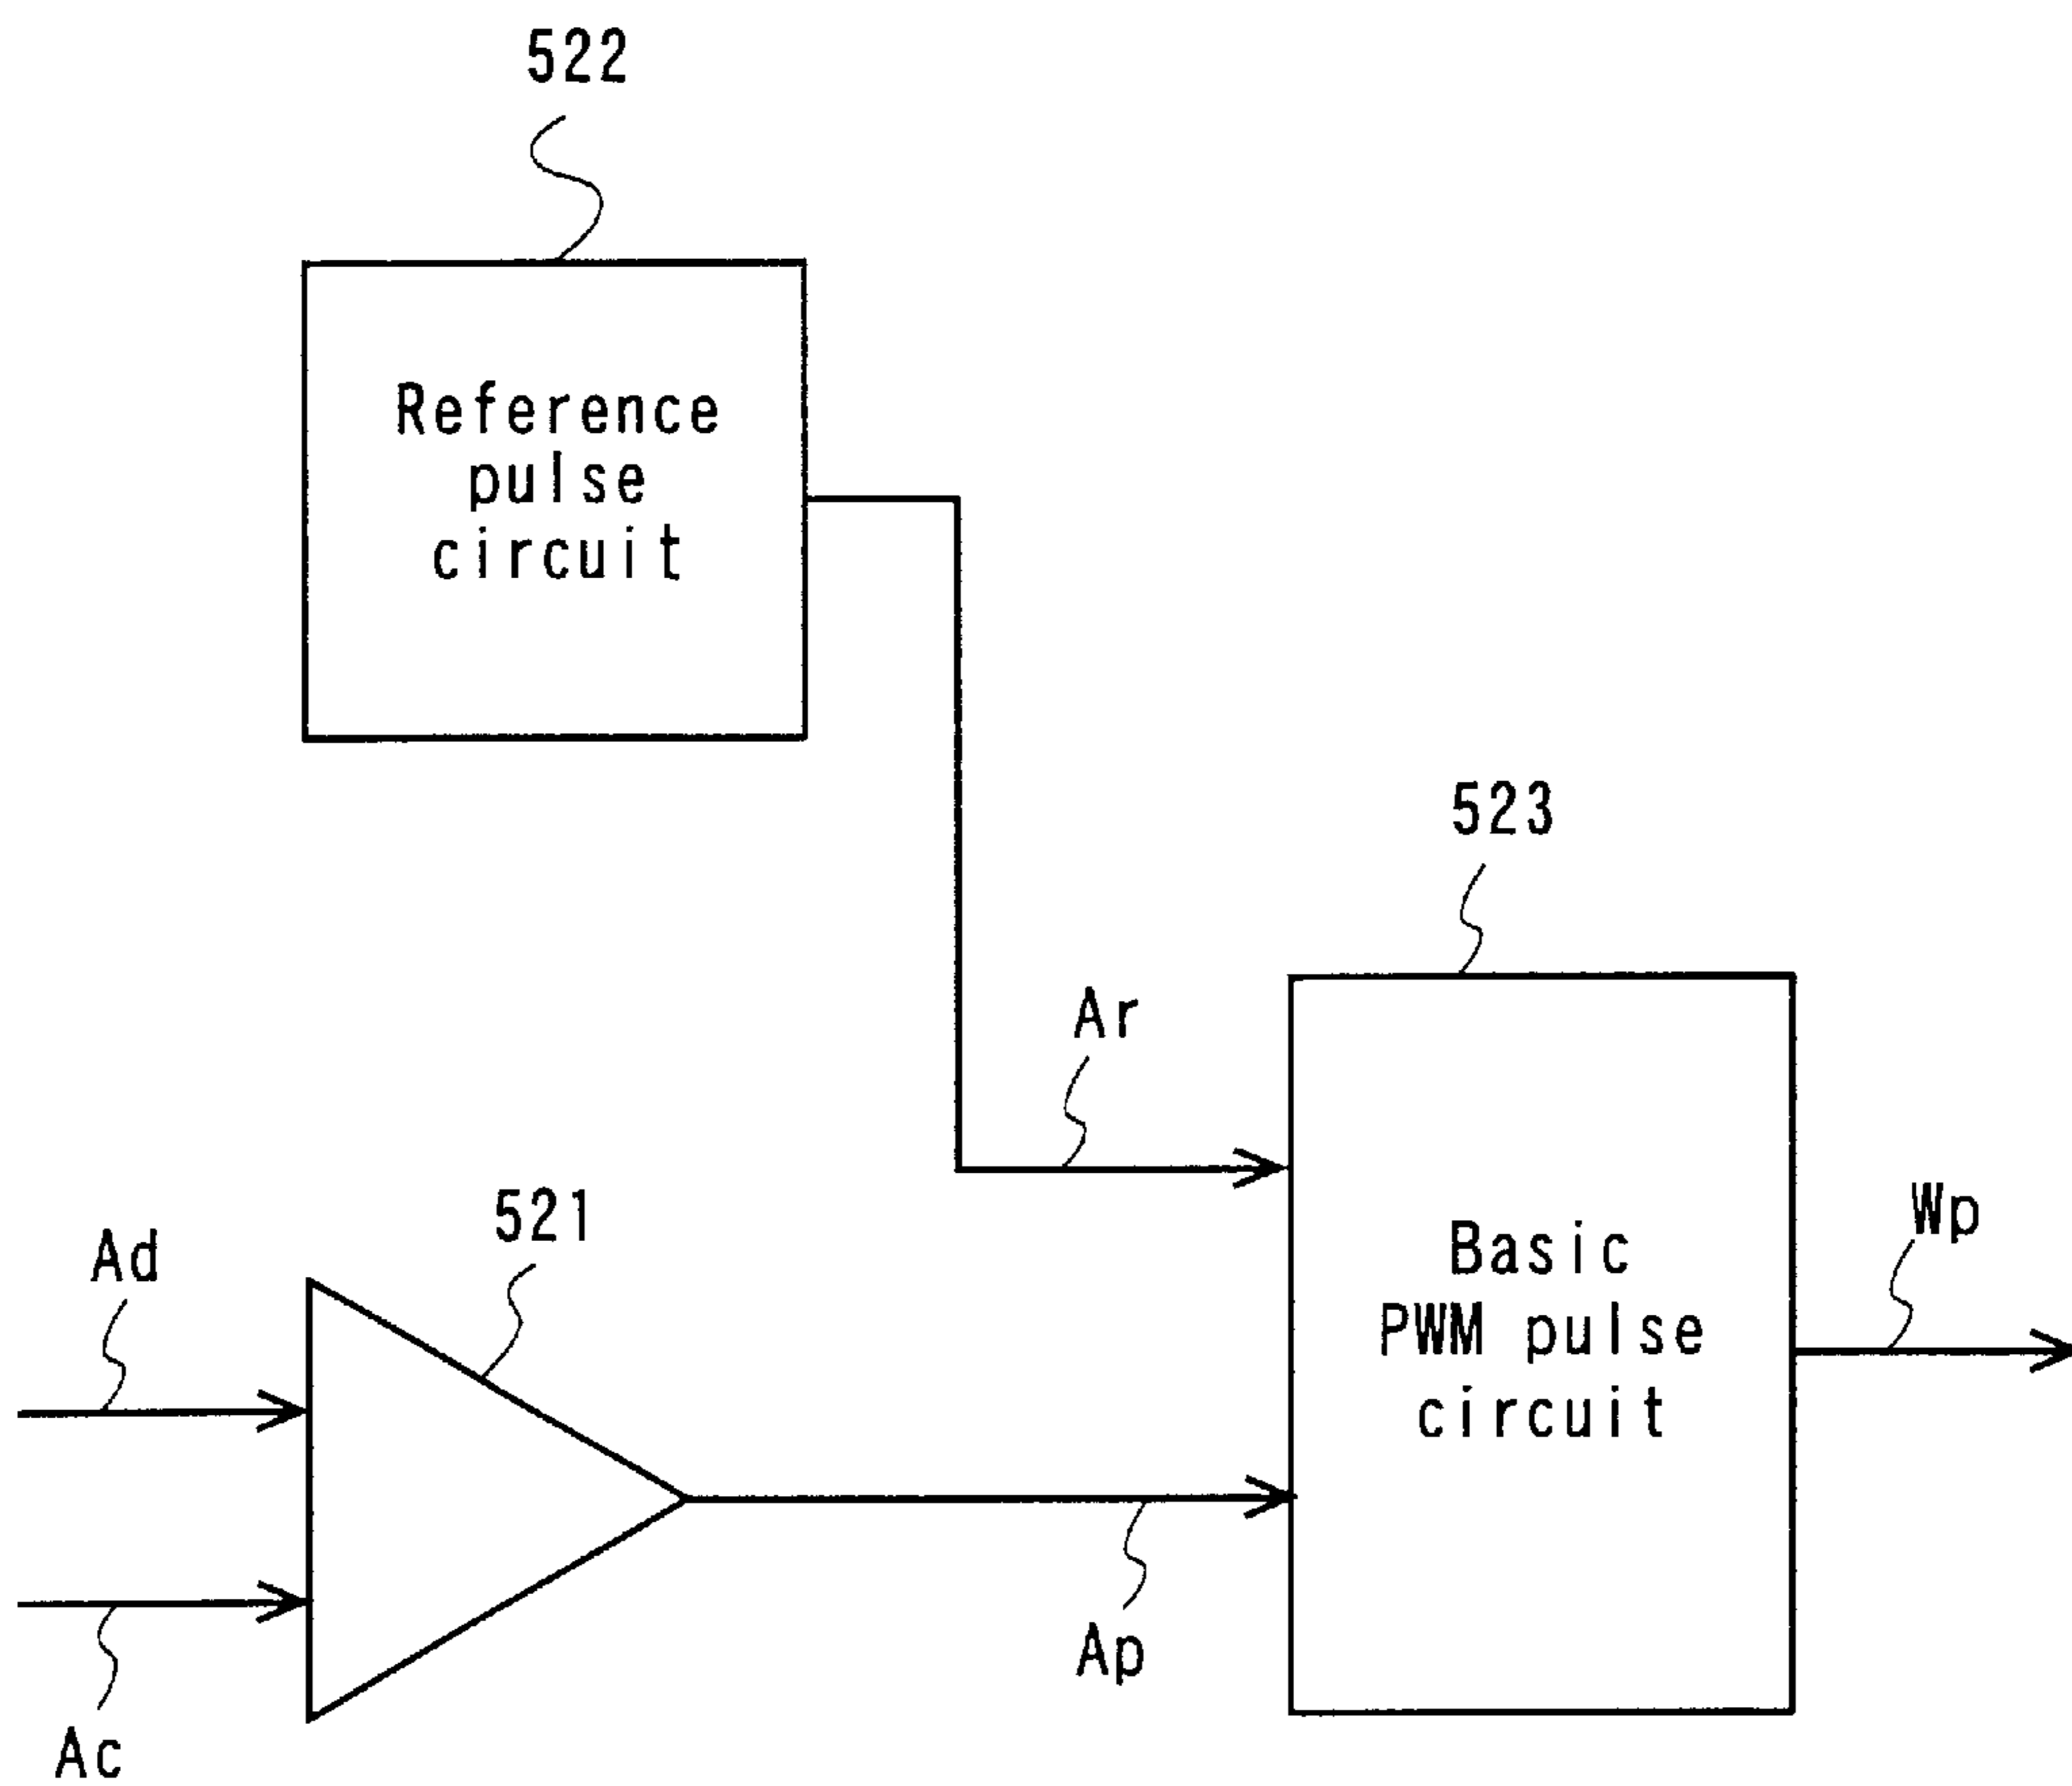 522
Reference
pulse
circuit
523
Ar
521
Ad
Wp
Basic
PWM pulse
circuit
Ap
Ac